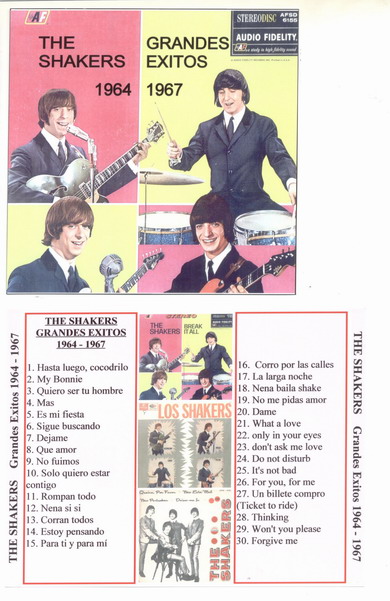 AF
THE SHAKERS
1964
GRANDES EXITOS
1967
STEREODISC
AFSD 6155
AUDIO FIDELITY
THE SHAKERS
GRANDES EXITOS
1964 - 1967
1. Hasta luego, cocodrilo
2. My Bonnie
3. Quiero ser tu hombre
4. Mas
5. Es mi fiesta
6. Sigue buscando
7. Dejame
8. Que amor
9. No fuimos
10. Solo quiero estar
contigo
11. Rompan todo
12. Nena si si
13. Corran todos
14. Estoy pensando
15. Para ti y para mí
THE SHAKERS Grandes Exitos 1964 - 1967
THE SHAKERS
BREAK IT ALL
LOS SHAKERS
THE SHAKERS
16. Corro por las calles
17. La larga noche
18. Nena baila shake
19. No me pidas amor
20. Dame
21. What a love
22. only in your eyes
23. don't ask me love
24. Do not disturb
25. It's not bad
26. For you, for me
27. Un billete compro
(Ticket to ride)
28. Thinking
29. Won't you please
30. Forgive me
THE SHAKERS Grandes Exitos 1964 - 1967